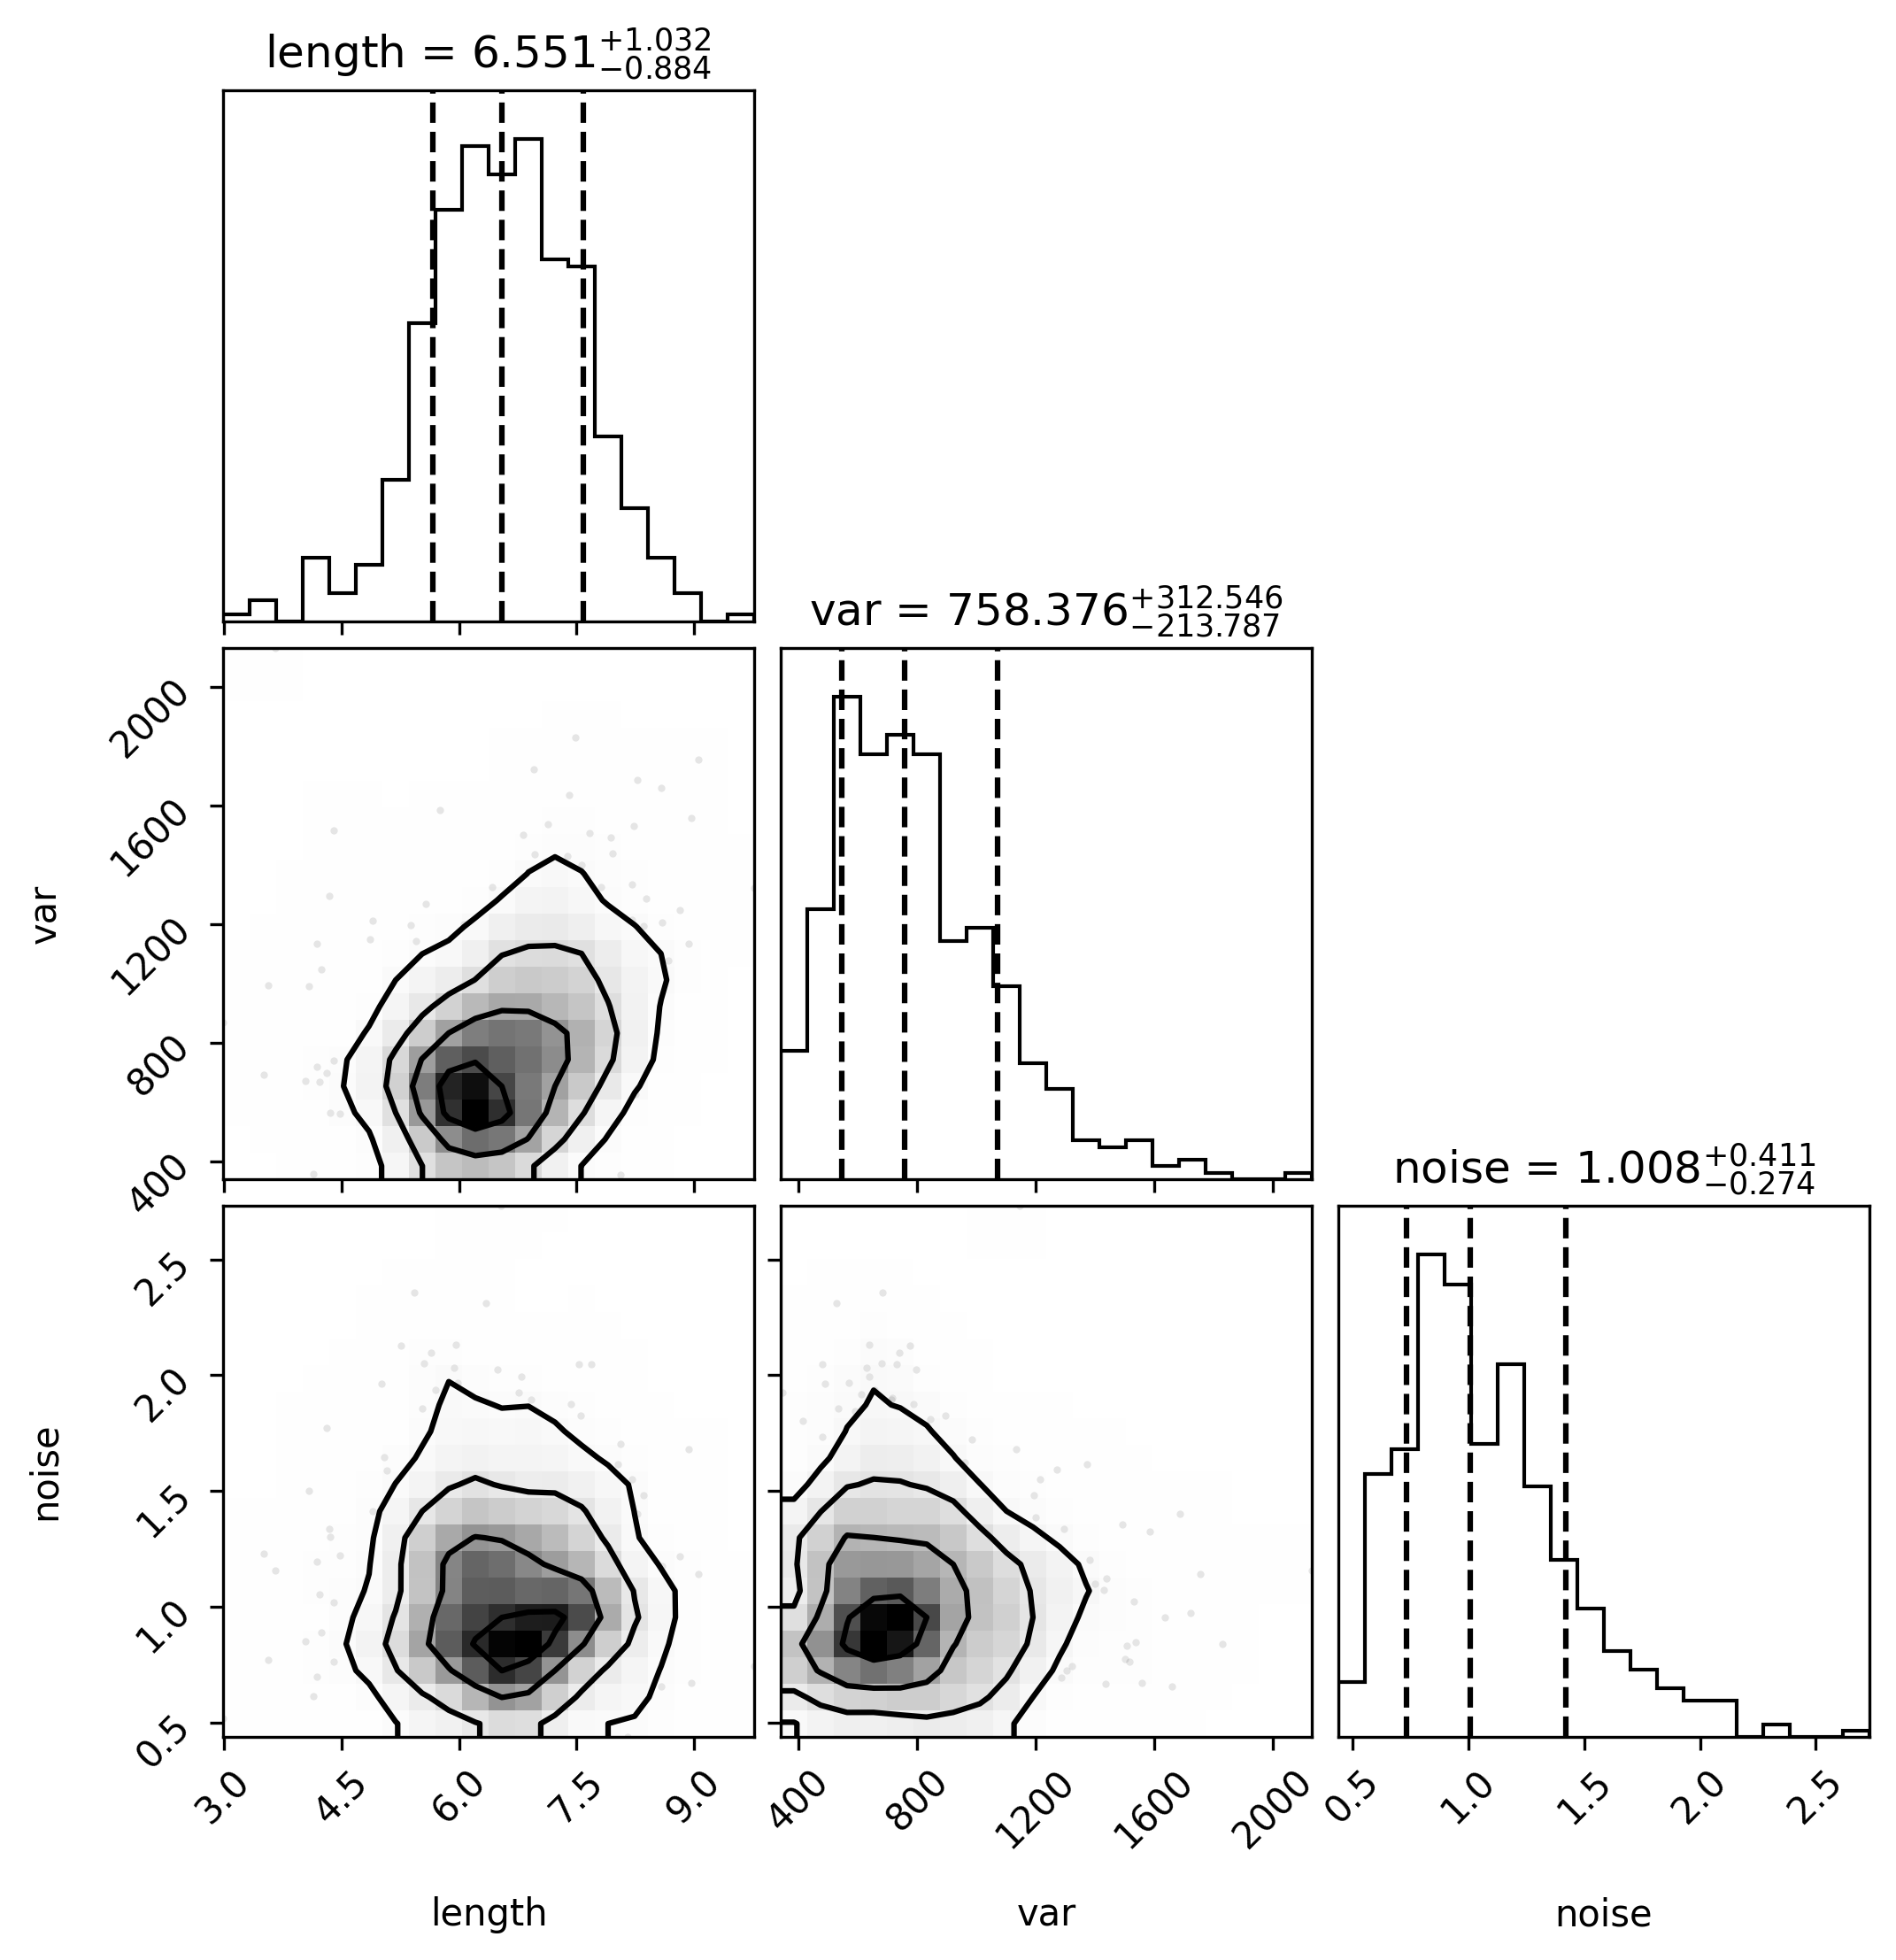 length = 6.551 +1.032 −0.884
var = 758.376 +312.546 −213.787
2000
1600
1200
800
400
var
noise = 1.008 +0.411 −0.274
2.5
2.0
1.5
1.0
0.5
noise
3.0 4.5 6.0 7.5 9.0 400 800 1200 1600 2000 0.5 1.0 1.5 2.0 2.5
length var noise